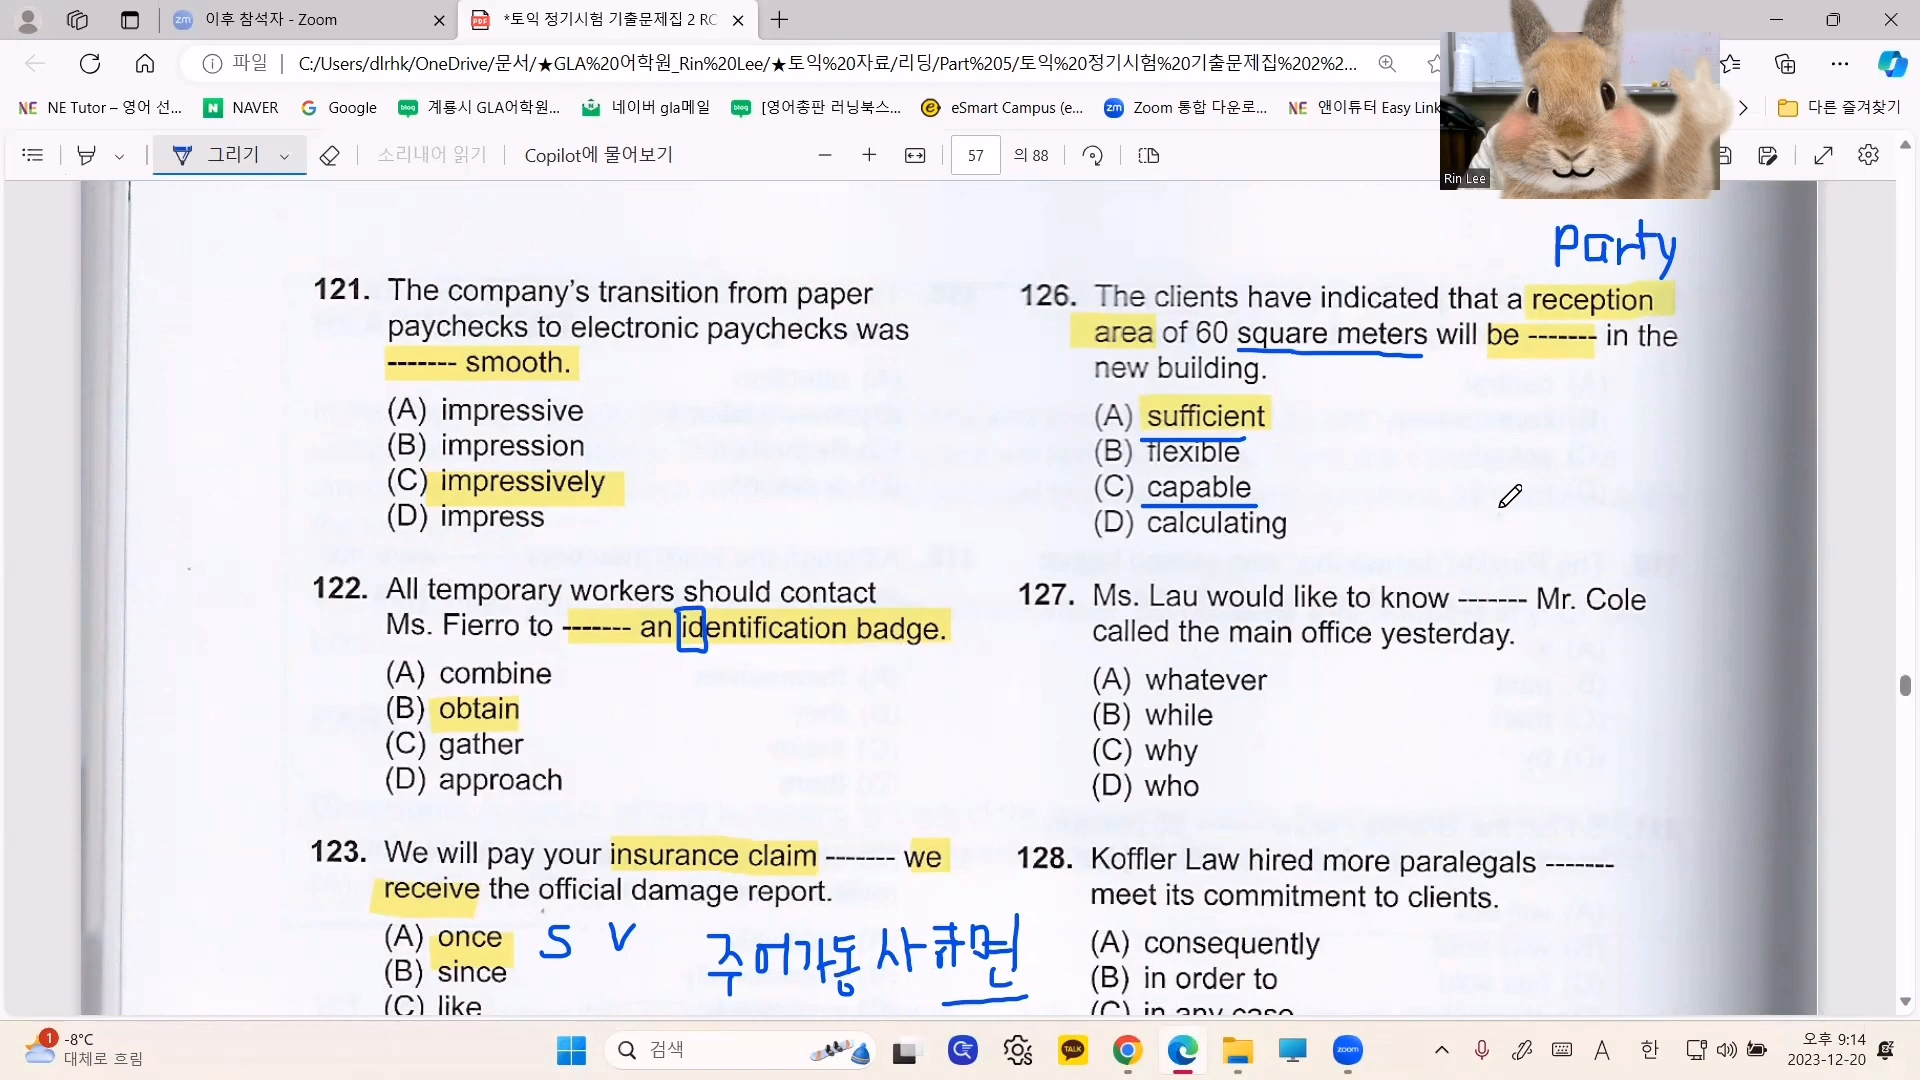 이후 참석자 - Zoom
*토익 정기시험 기출문제집 2 RC
파일
C:/Users/dlrhk/OneDrive/문서/★GLA%20어학원_Rin%20Lee/★토익%20자료/리딩/Part%205/토익%20정기시험%20기출문제집%202%2...
NE Tutor – 영어 선...
NAVER
Google
계룡시 GLA어학원...
네이버 gla메일
[영어총판 러닝북스...
eSmart Campus (e...
Zoom 통합 다운로...
앤이튜터 Easy Link
다른 즐겨찾기
그리기
소리내어 읽기
Copilot에 물어보기
57 의 88
Rin Lee
121. The company's transition from paper
paychecks to electronic paychecks was
------- smooth.
(A) impressive
(B) impression
(C) impressively
(D) impress
122. All temporary workers should contact
Ms. Fierro to ------- an identification badge.
(A) combine
(B) obtain
(C) gather
(D) approach
123. We will pay your insurance claim ------- we
receive the official damage report.
(A) once
(B) since
(C) like
S V
주어가동사
면
Party
126. The clients have indicated that a reception
area of 60 square meters will be ------- in the
new building.
(A) sufficient
(B) flexible
(C) capable
(D) calculating
127. Ms. Lau would like to know ------- Mr. Cole
called the main office yesterday.
(A) whatever
(B) while
(C) why
(D) who
128. Koffler Law hired more paralegals -------
meet its commitment to clients.
(A) consequently
(B) in order to
(C) in any case
1
-8°C
대체로 흐림
검색
TALK
zoom
A
한
오후 9:14
2023-12-20